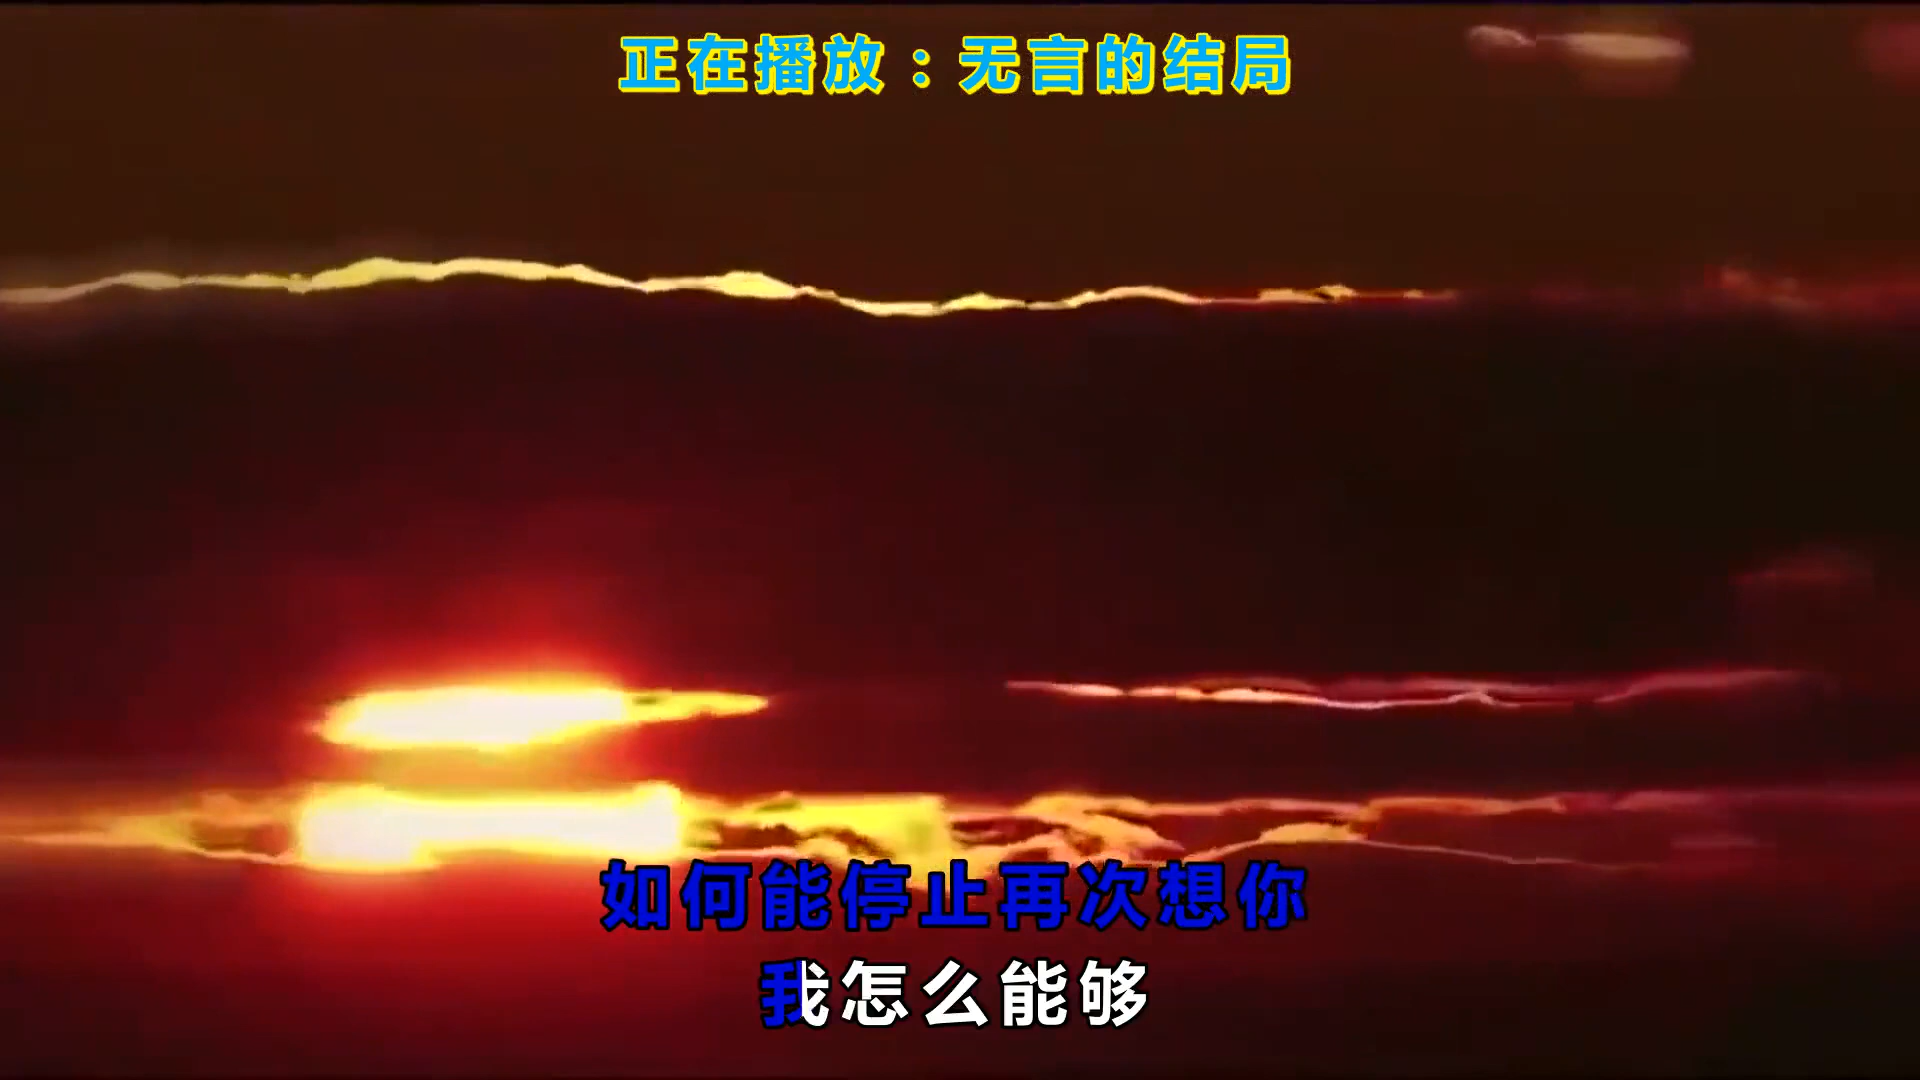 正在播放：无言的结局
如何能停止再次想你
我怎么能够